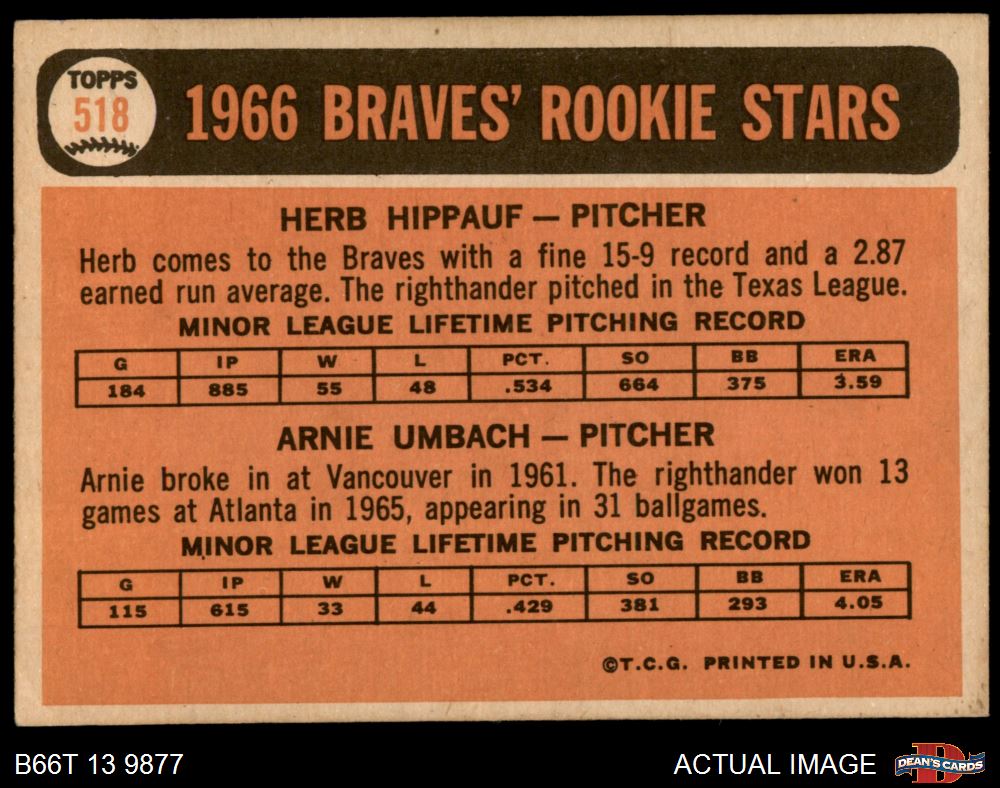 TOPPS
518
1966 BRAVES' ROOKIE STARS
HERB HIPPAUF — PITCHER
Herb comes to the Braves with a fine 15-9 record and a 2.87
earned run average. The righthander pitched in the Texas League.
MINOR LEAGUE LIFETIME PITCHING RECORD
G IP W L PCT. SO BB ERA
184 885 55 48 .534 664 375 3.59
ARNIE UMBACH — PITCHER
Arnie broke in at Vancouver in 1961. The righthander won 13
games at Atlanta in 1965, appearing in 31 ballgames.
MINOR LEAGUE LIFETIME PITCHING RECORD
G IP W L PCT. SO BB ERA
115 615 33 44 .429 381 293 4.05
©T.C.G. PRINTED IN U.S.A.
B66T 13 9877
ACTUAL IMAGE
DEAN'S CARDS